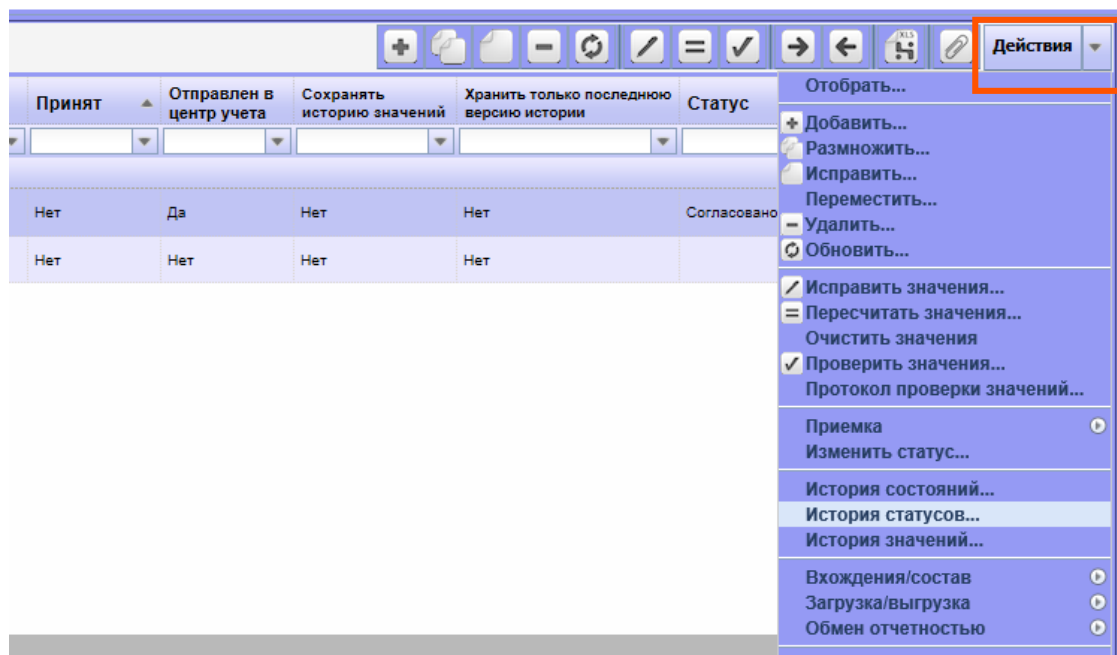 XLS
Действия
Принят
Отправлен в
центр учета
Сохранять
историю значений
Хранить только последнюю
версию истории
Статус
Нет
Да
Нет
Нет
Согласовано
Нет
Нет
Нет
Нет
Отобрать...
Добавить...
Размножить...
Исправить...
Переместить...
Удалить...
Обновить...
Исправить значения...
Пересчитать значения...
Очистить значения
Проверить значения...
Протокол проверки значений...
Приемка
Изменить статус...
История состояний...
История статусов...
История значений...
Вхождения/состав
Загрузка/выгрузка
Обмен отчетностью